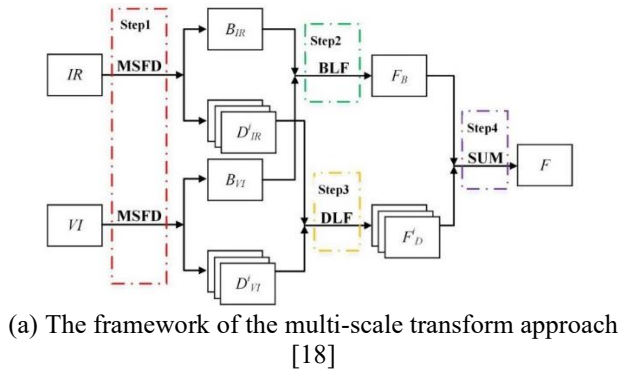 Step1
B_IR
Step2
IR
MSFD
BLF
F_B
D^i_IR
Step4
SUM
F
B_VI
Step3
VI
MSFD
DLF
F^i_D
D^i_VI
(a) The framework of the multi-scale transform approach
[18]